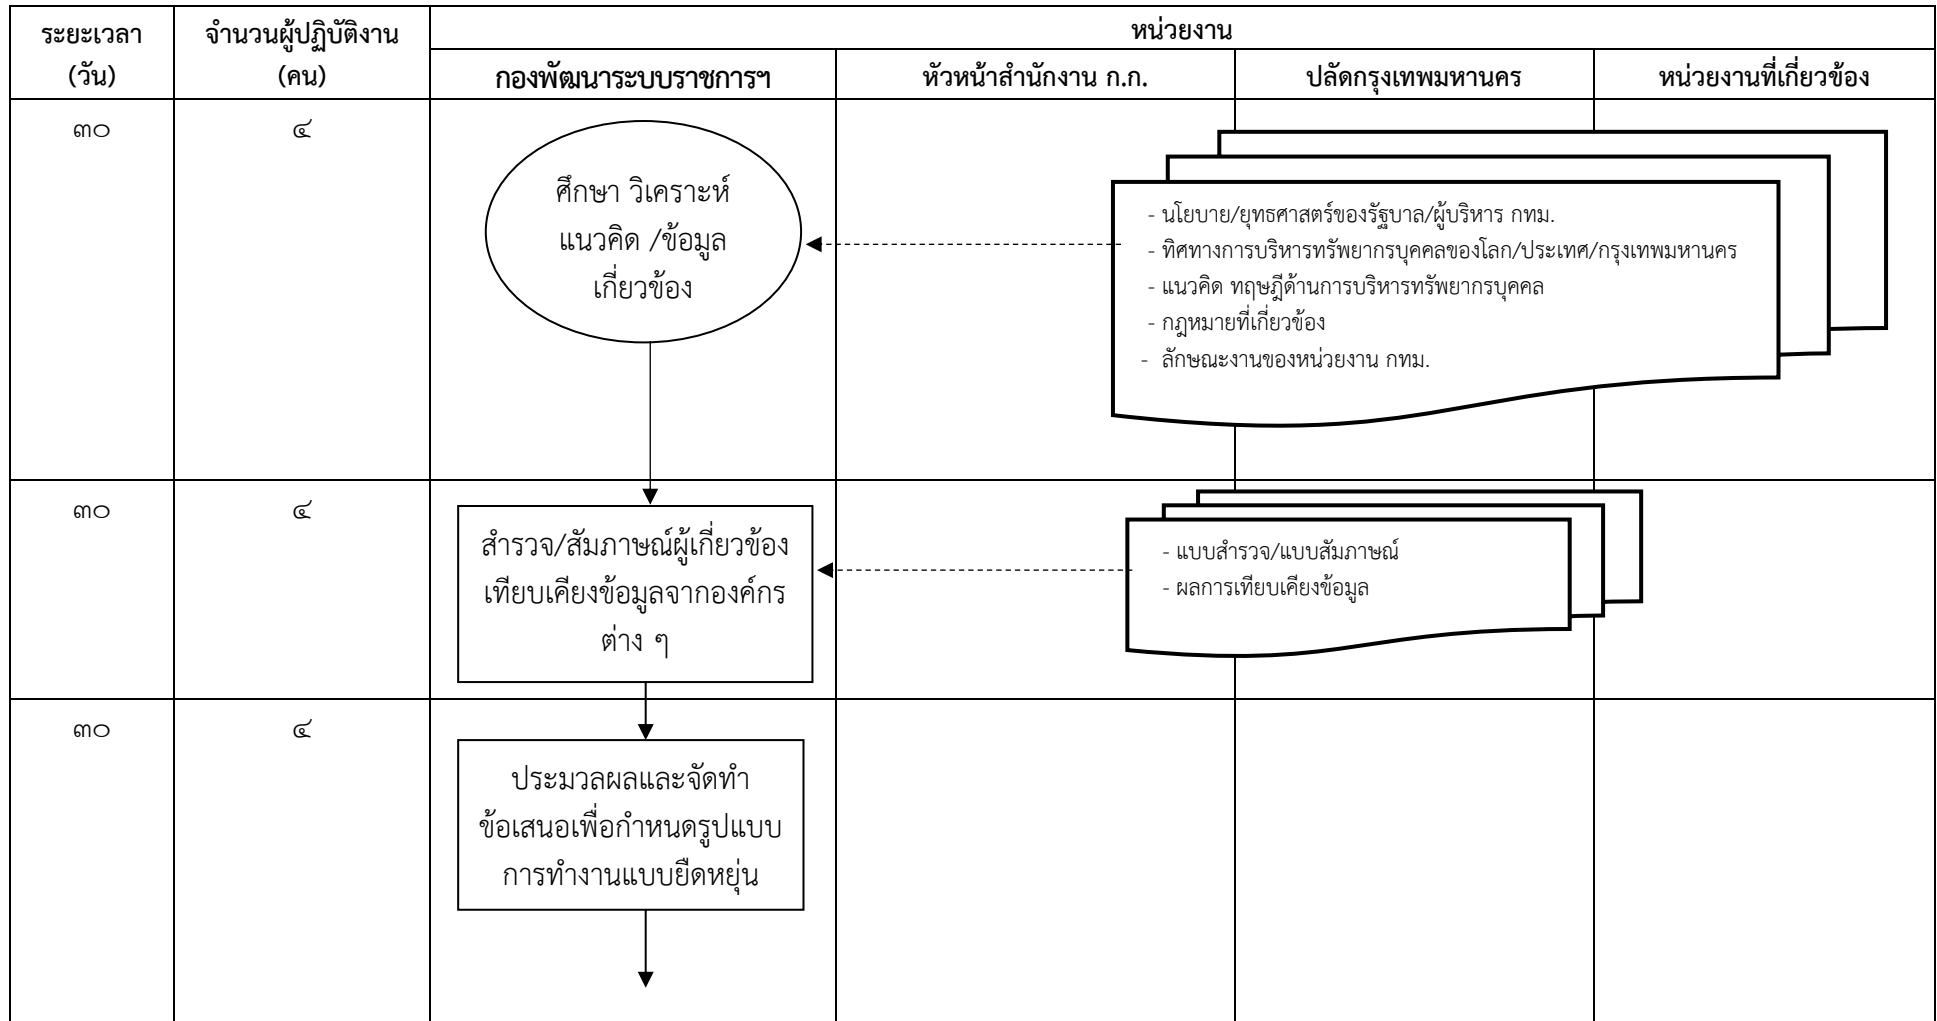 ระยะเวลา
(วัน)
จำนวนผู้ปฏิบัติงาน
(คน)
หน่วยงาน
กองพัฒนาระบบราชการฯ
หัวหน้าสำนักงาน ก.ก.
ปลัดกรุงเทพมหานคร
หน่วยงานที่เกี่ยวข้อง
๓๐
๔
ศึกษา วิเคราะห์
แนวคิด /ข้อมูล
เกี่ยวข้อง
- นโยบาย/ยุทธศาสตร์ของรัฐบาล/ผู้บริหาร กทม.
- ทิศทางการบริหารทรัพยากรบุคคลของโลก/ประเทศ/กรุงเทพมหานคร
- แนวคิด ทฤษฎีด้านการบริหารทรัพยากรบุคคล
- กฎหมายที่เกี่ยวข้อง
- ลักษณะงานของหน่วยงาน กทม.
๓๐
๔
สำรวจ/สัมภาษณ์ผู้เกี่ยวข้อง
เทียบเคียงข้อมูลจากองค์กร
ต่าง ๆ
- แบบสำรวจ/แบบสัมภาษณ์
- ผลการเทียบเคียงข้อมูล
๓๐
๔
ประมวลผลและจัดทำ
ข้อเสนอเพื่อกำหนดรูปแบบ
การทำงานแบบยืดหยุ่น